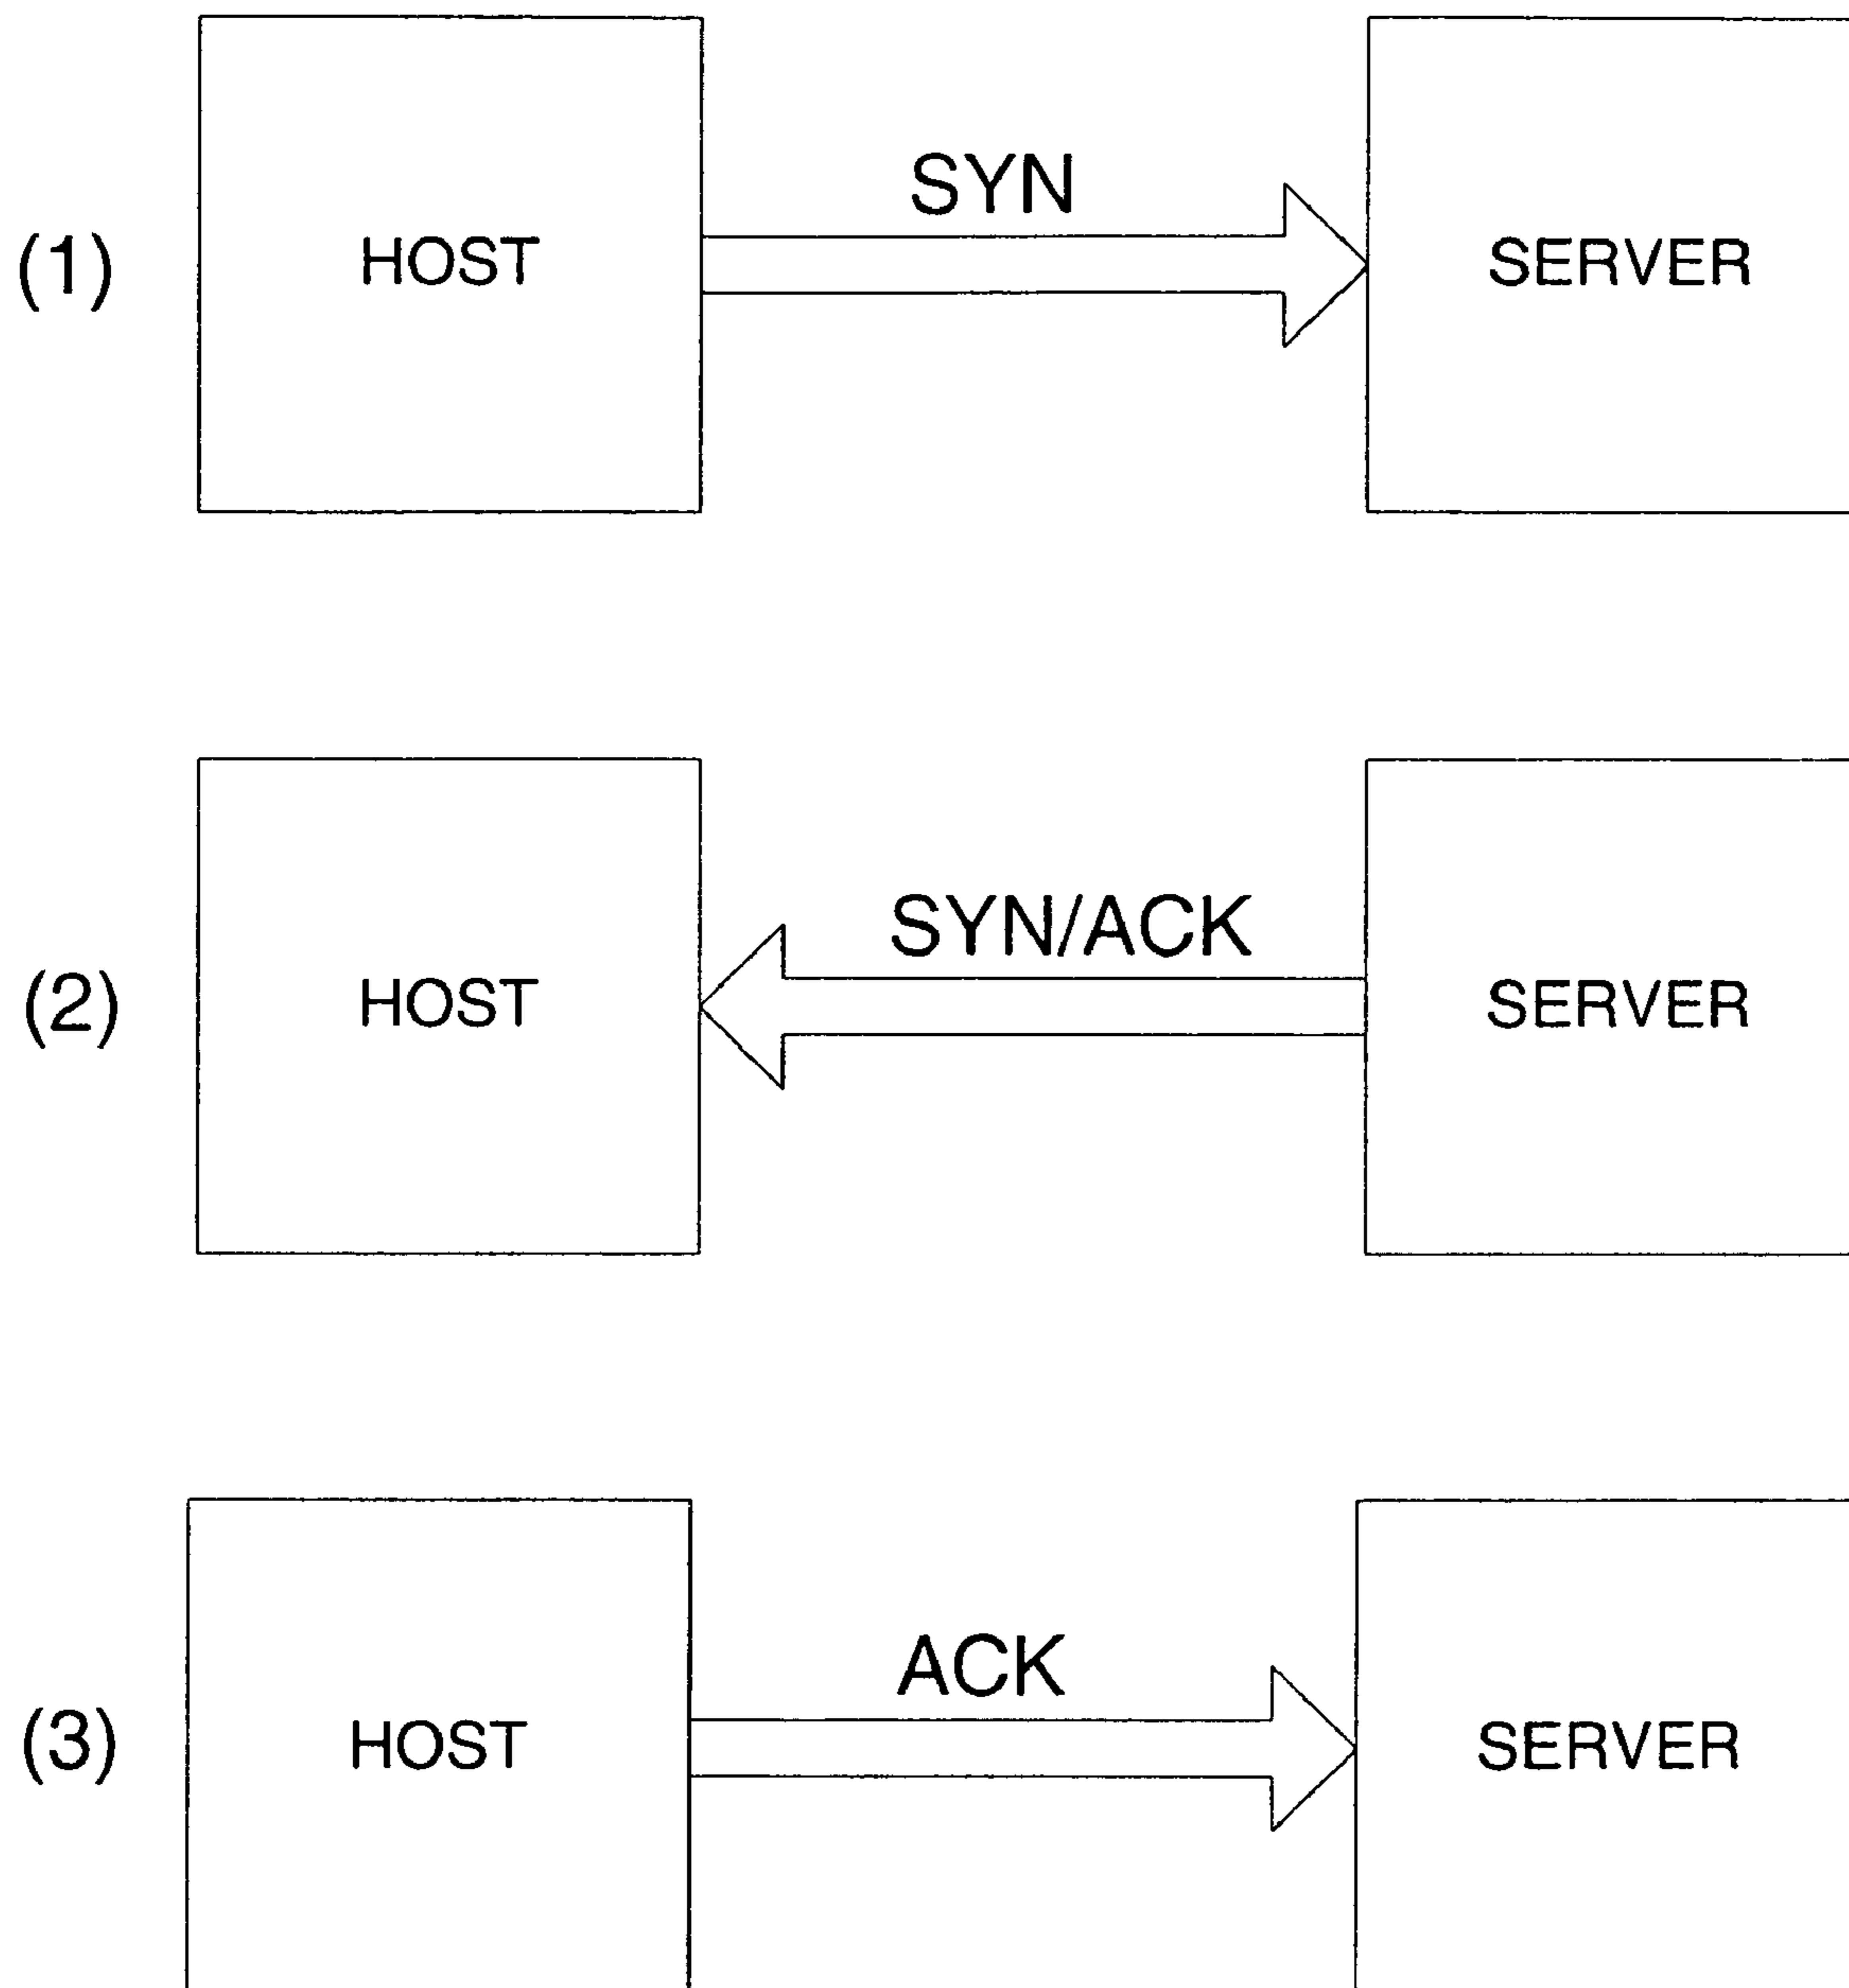 SYN
(1) HOST SERVER
SYN/ACK
(2) HOST SERVER
ACK
(3) HOST SERVER